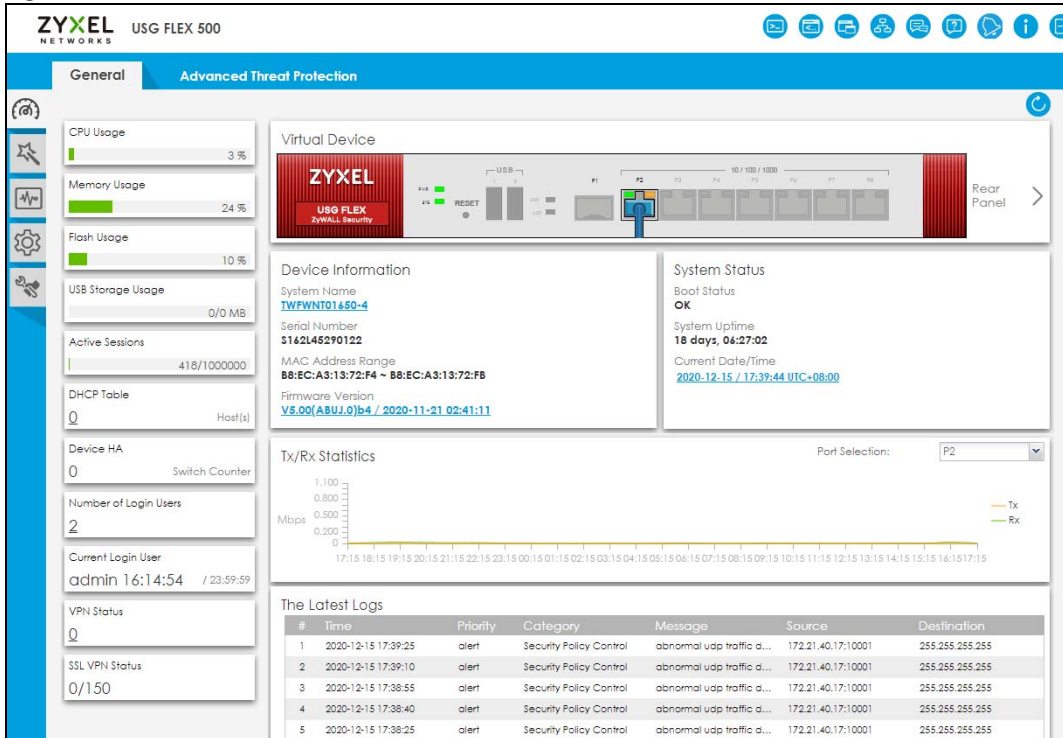 ZYXEL
NETWORKS
USG FLEX 500
General
Advanced Threat Protection
CPU Usage
3 %
Memory Usage
24 %
Flash Usage
10 %
USB Storage Usage
0/0 MB
Active Sessions
418/1000000
DHCP Table
0 Host(s)
Device HA
0 Switch Counter
Number of Login Users
2
Current Login User
admin 16:14:54 / 23:59:59
VPN Status
0
SSL VPN Status
0/150
Virtual Device
ZYXEL
USG FLEX
ZyWALL Security
RESET
USB
P1
P2
10 / 100 / 1000
Rear
Panel
Device Information
System Name
TWFWNT01650-4
Serial Number
S162L45290122
MAC Address Range
B8:EC:A3:13:72:F4 ~ B8:EC:A3:13:72:FB
Firmware Version
V5.00(ABUJ.0)b4 / 2020-11-21 02:41:11
System Status
Boot Status
OK
System Uptime
18 days, 06:27:02
Current Date/Time
2020-12-15 / 17:39:44 UTC+08:00
Tx/Rx Statistics
Port Selection: P2
1.100
0.800
Mbps 0.500
0.200
0
Tx
Rx
17:15 18:15 19:15 20:15 21:15 22:15 23:15 00:15 01:15 02:15 03:15 04:15 05:15 06:15 07:15 08:15 09:15 10:15 11:15 12:15 13:15 14:15 15:15 16:15 17:15
The Latest Logs
# Time Priority Category Message Source Destination
1 2020-12-15 17:39:25 alert Security Policy Control abnormal udp traffic d... 172.21.40.17:10001 255.255.255.255
2 2020-12-15 17:39:10 alert Security Policy Control abnormal udp traffic d... 172.21.40.17:10001 255.255.255.255
3 2020-12-15 17:38:55 alert Security Policy Control abnormal udp traffic d... 172.21.40.17:10001 255.255.255.255
4 2020-12-15 17:38:40 alert Security Policy Control abnormal udp traffic d... 172.21.40.17:10001 255.255.255.255
5 2020-12-15 17:38:25 alert Security Policy Control abnormal udp traffic d... 172.21.40.17:10001 255.255.255.255